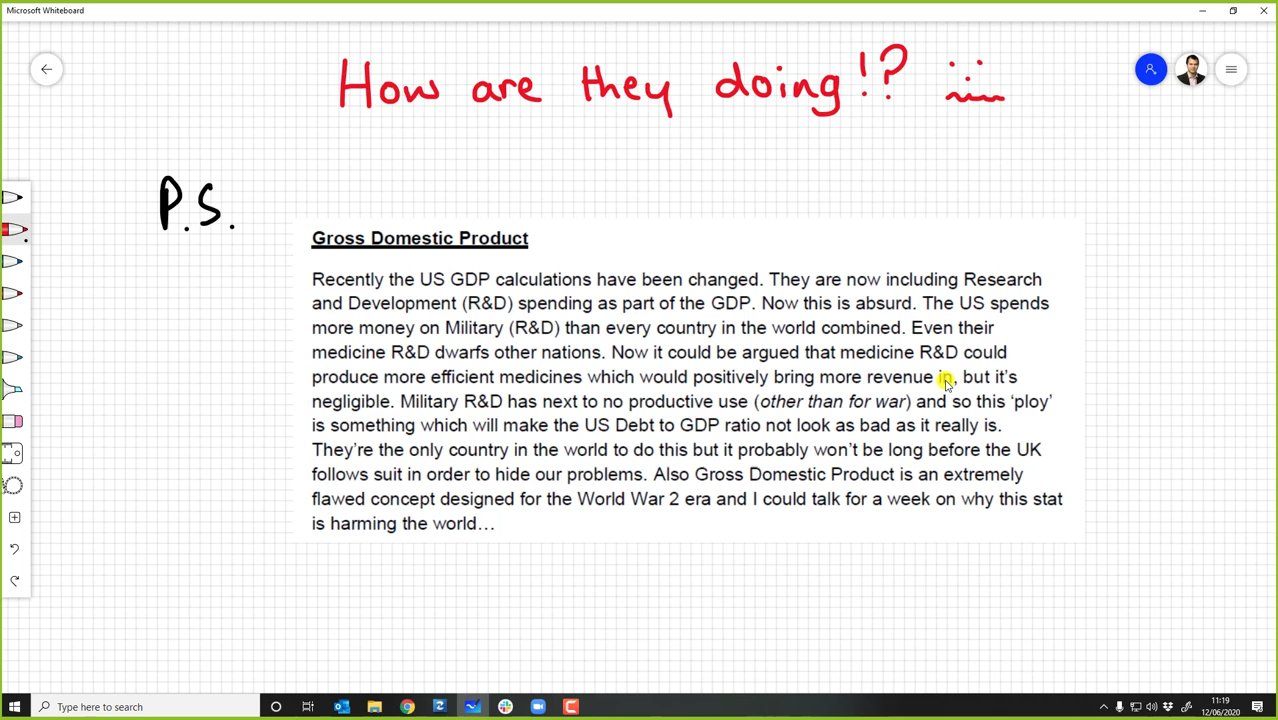 Microsoft Whiteboard
How are they doing!?
P.S.
Gross Domestic Product
Recently the US GDP calculations have been changed. They are now including Research
and Development (R&D) spending as part of the GDP. Now this is absurd. The US spends
more money on Military (R&D) than every country in the world combined. Even their
medicine R&D dwarfs other nations. Now it could be argued that medicine R&D could
produce more efficient medicines which would positively bring more revenue in, but it's
negligible. Military R&D has next to no productive use (other than for war) and so this 'ploy'
is something which will make the US Debt to GDP ratio not look as bad as it really is.
They're the only country in the world to do this but it probably won't be long before the UK
follows suit in order to hide our problems. Also Gross Domestic Product is an extremely
flawed concept designed for the World War 2 era and I could talk for a week on why this stat
is harming the world…
Type here to search
11:19
12/06/2020